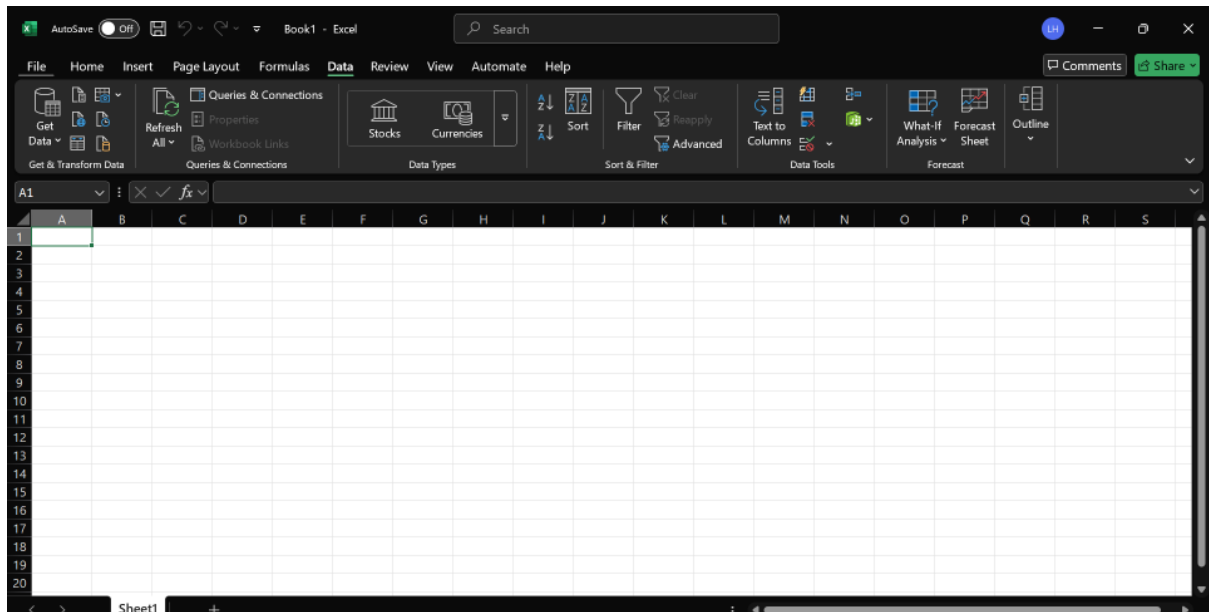 AutoSave Off Book1 - Excel Search LH
File Home Insert Page Layout Formulas Data Review View Automate Help Comments Share
Get Data
Refresh All
Queries & Connections
Properties
Workbook Links
Stocks
Currencies
Sort
Filter
Clear
Reapply
Advanced
Text to Columns
What-If Analysis
Forecast Sheet
Outline
Get & Transform Data Queries & Connections Data Types Sort & Filter Data Tools Forecast
A1 fx
A B C D E F G H I J K L M N O P Q R S
1
2
3
4
5
6
7
8
9
10
11
12
13
14
15
16
17
18
19
20
Sheet1